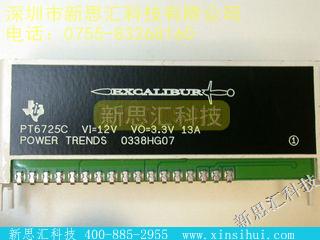 深圳市新思汇科技有限公司
电话：0755-83268160
EXCALIBUR
新思汇科技
PT6725C VI=12V VO=3.3V 13A
POWER TRENDS 0338HG07
1
新思汇科技
新思汇科技 400-885-2955 www.xinsihui.com